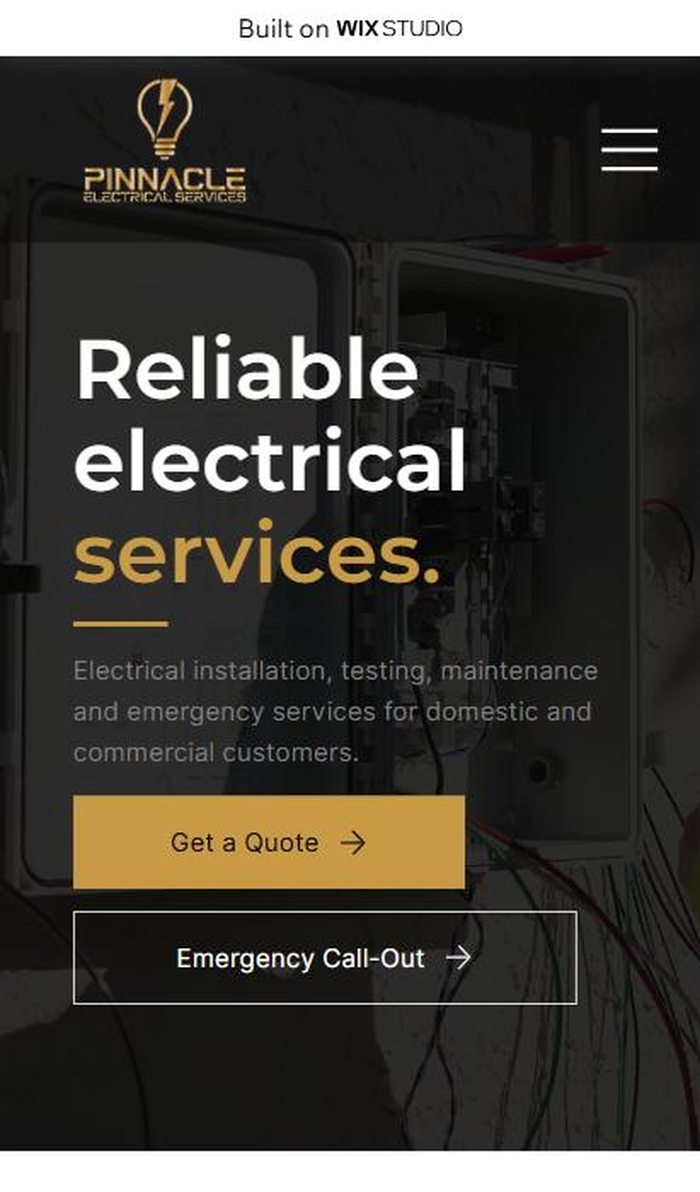 Built on WIX STUDIO
PINNACLE
ELECTRICAL SERVICES
Reliable
electrical
services.
Electrical installation, testing, maintenance
and emergency services for domestic and
commercial customers.
Get a Quote
Emergency Call-Out